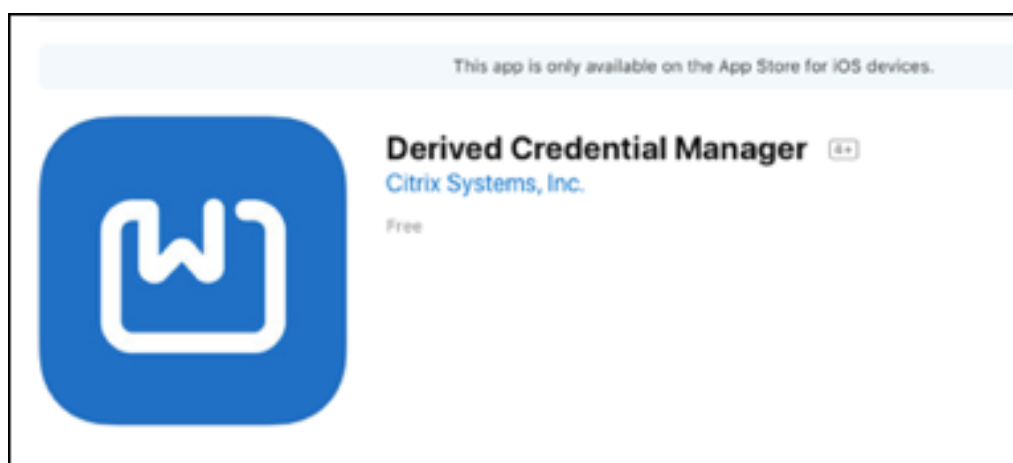 This app is only available on the App Store for iOS devices.
Derived Credential Manager 4+
Citrix Systems, Inc.
Free